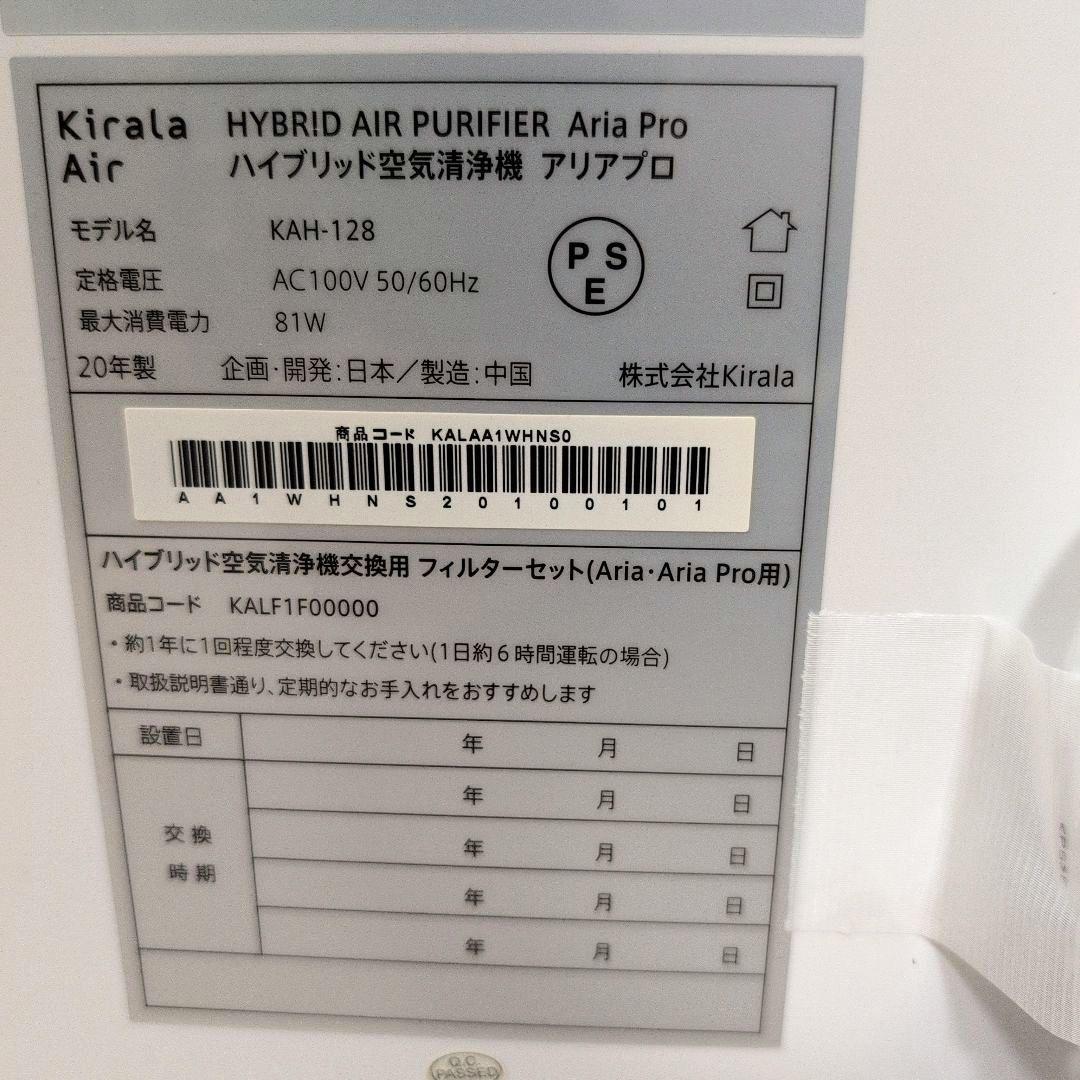 Kirala Air
HYBRID AIR PURIFIER Aria Pro
ハイブリッド空気清浄機 アリアプロ
モデル名 KAH-128
定格電圧 AC100V 50/60Hz
最大消費電力 81W
PSE
20年製 企画・開発:日本/製造:中国 株式会社Kirala
商品コード KALAA1WHNS0
AA1WHNS20100101
ハイブリッド空気清浄機交換用 フィルターセット(Aria・Aria Pro用)
商品コード KALF1F00000
・約1年に1回程度交換してください(1日約6時間運転の場合)
・取扱説明書通り、定期的なお手入れをおすすめします
設置日 年 月 日
交換時期 年 月 日
年 月 日
年 月 日
年 月 日
Q.C.
PASSED